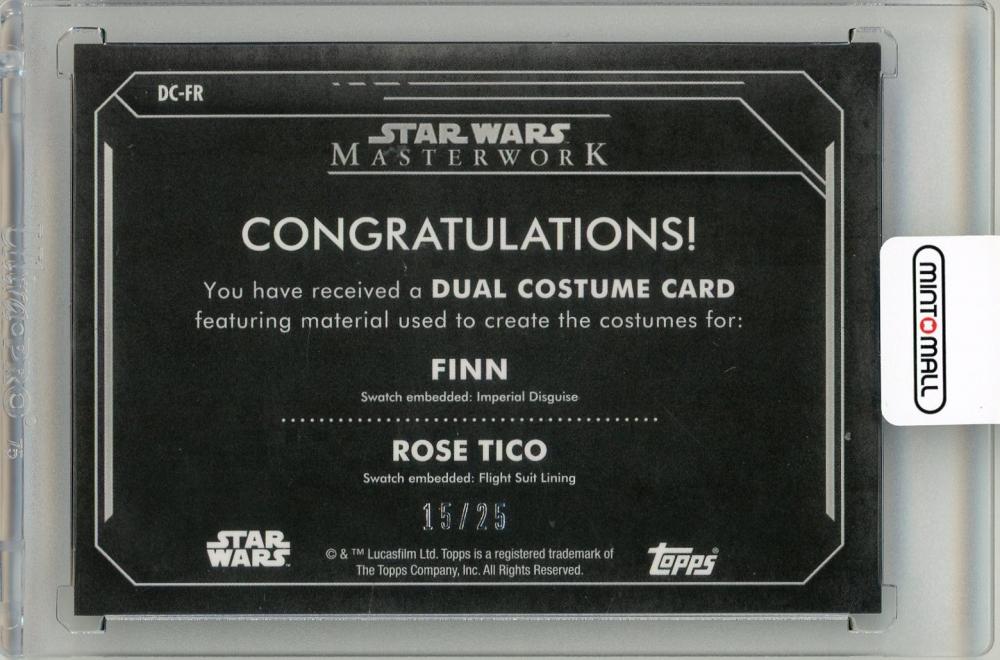 DC-FR
STAR WARS
MASTERWORK
CONGRATULATIONS!
You have received a DUAL COSTUME CARD
featuring material used to create the costumes for:
FINN
Swatch embedded: Imperial Disguise
ROSE TICO
Swatch embedded: Flight Suit Lining
15/25
STAR
WARS
© & ™ Lucasfilm Ltd. Topps is a registered trademark of
The Topps Company, Inc. All Rights Reserved.
topps®
MINTOMALL
75